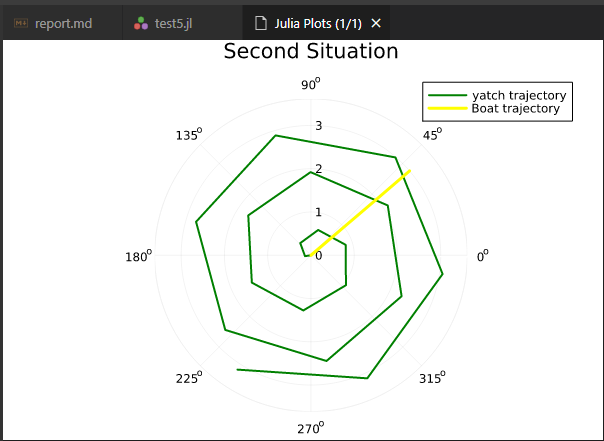 report.md
test5.jl
Julia Plots (1/1)
Second Situation
yatch trajectory
Boat trajectory
90°
135°
45°
3
2
1
180°
0
0°
225°
315°
270°